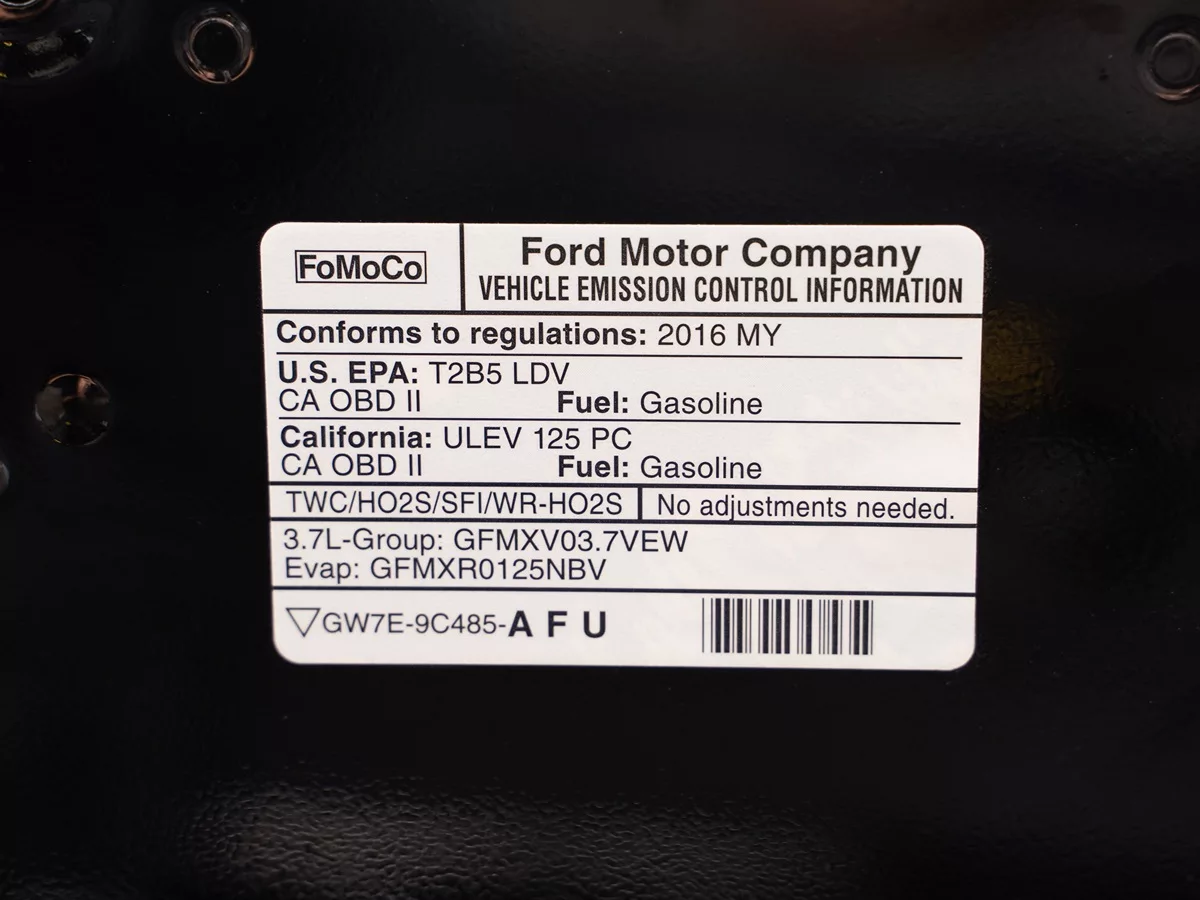 FoMoCo
Ford Motor Company
VEHICLE EMISSION CONTROL INFORMATION
Conforms to regulations: 2016 MY
U.S. EPA: T2B5 LDV
CA OBD II Fuel: Gasoline
California: ULEV 125 PC
CA OBD II Fuel: Gasoline
TWC/HO2S/SFI/WR-HO2S No adjustments needed.
3.7L-Group: GFMXV03.7VEW
Evap: GFMXR0125NBV
▽GW7E-9C485-A F U